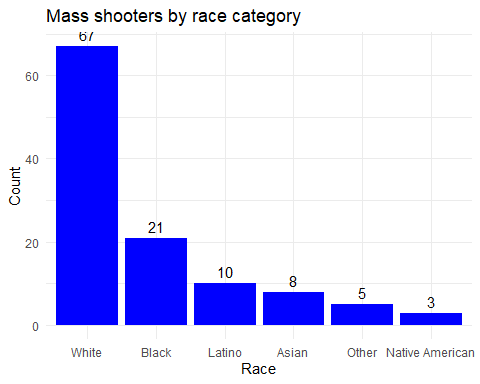 Mass shooters by race category
67
60
40
20
0
21
10
8
5
3
Count
White Black Latino Asian Other Native American
Race